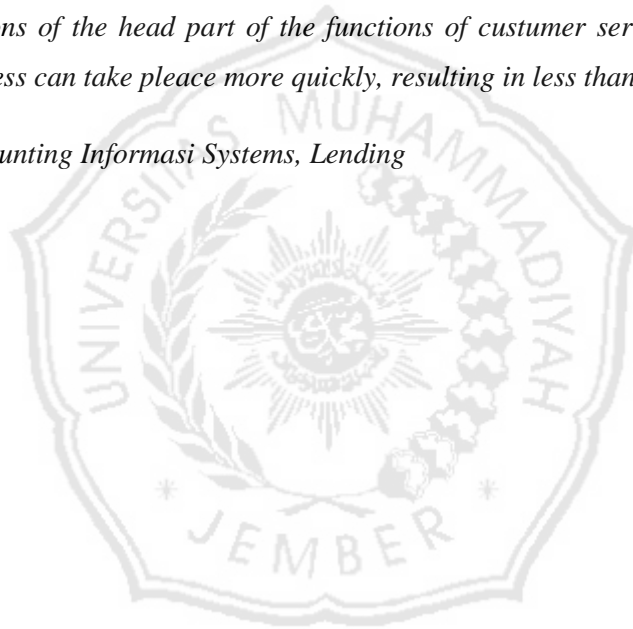 ons of the head part of the functions of custumer ser
ess can take pleace more quickly, resulting in less than
unting Informasi Systems, Lending
UNIVERSITAS MUHAMMADIYAH
JEMBER